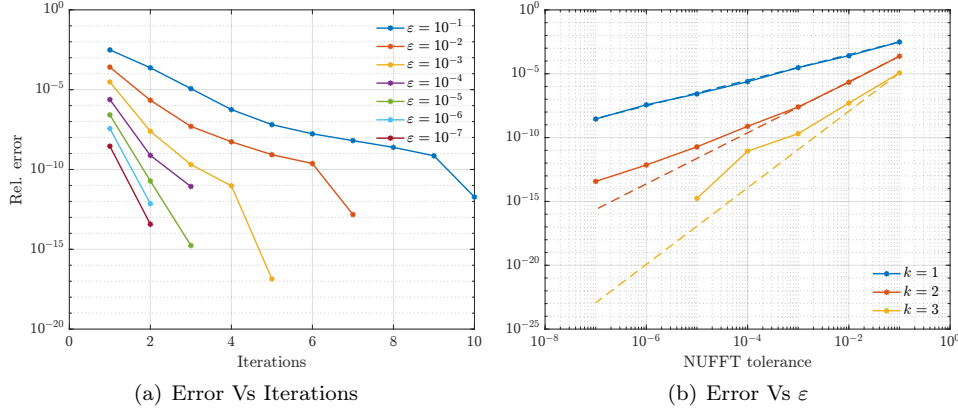 10^0
10^-5
10^-10
10^-15
10^-20
Rel. error
0 2 4 6 8 10
Iterations
ε = 10^-1
ε = 10^-2
ε = 10^-3
ε = 10^-4
ε = 10^-5
ε = 10^-6
ε = 10^-7
(a) Error Vs Iterations
10^0
10^-5
10^-10
10^-15
10^-20
10^-25
10^-8 10^-6 10^-4 10^-2 10^0
NUFFT tolerance
k = 1
k = 2
k = 3
(b) Error Vs ε